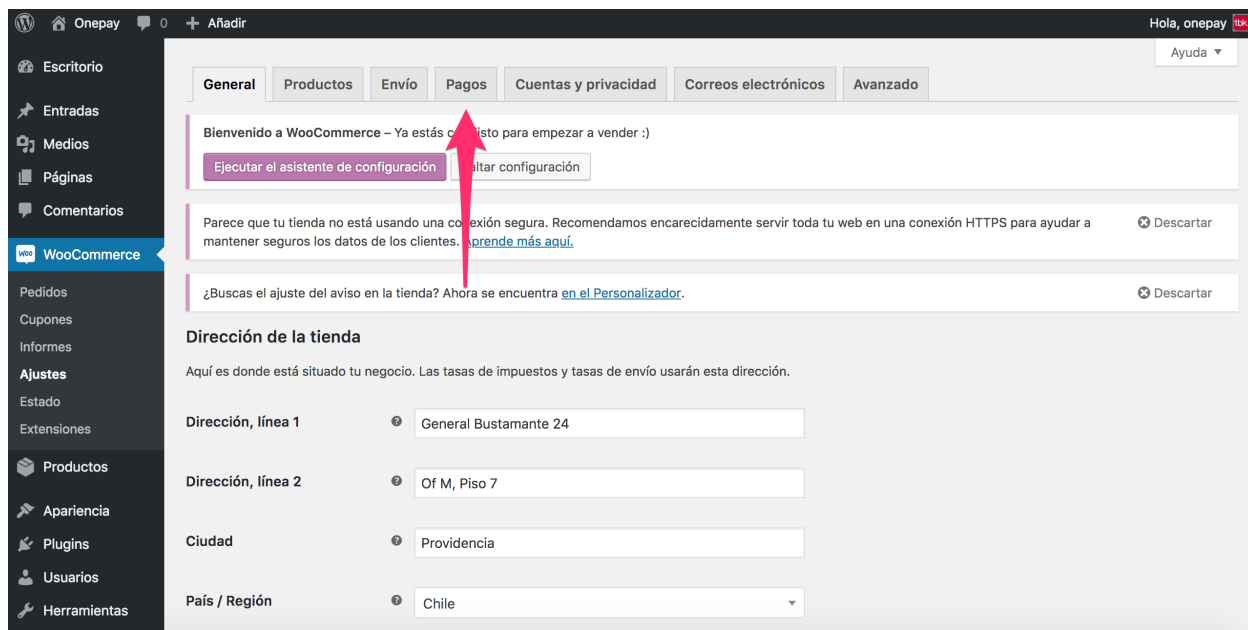 Onepay 0 Añadir Hola, onepay tbk.
Ayuda
Escritorio
Entradas
Medios
Páginas
Comentarios
WOO WooCommerce
Pedidos
Cupones
Informes
Ajustes
Estado
Extensiones
Productos
Apariencia
Plugins
Usuarios
Herramientas
General Productos Envío Pagos Cuentas y privacidad Correos electrónicos Avanzado
Bienvenido a WooCommerce – Ya estás para empezar a vender :)
Ejecutar el asistente de configuración configuración
Parece que tu tienda no está usando una conexión segura. Recomendamos encarecidamente servir toda tu web en una conexión HTTPS para ayudar a
mantener seguros los datos de los clientes. Aprende más aquí.
Descartar
¿Buscas el ajuste del aviso en la tienda? Ahora se encuentra en el Personalizador.
Descartar
Dirección de la tienda
Aquí es donde está situado tu negocio. Las tasas de impuestos y tasas de envío usarán esta dirección.
Dirección, línea 1 General Bustamante 24
Dirección, línea 2 Of M, Piso 7
Ciudad Providencia
País / Región Chile